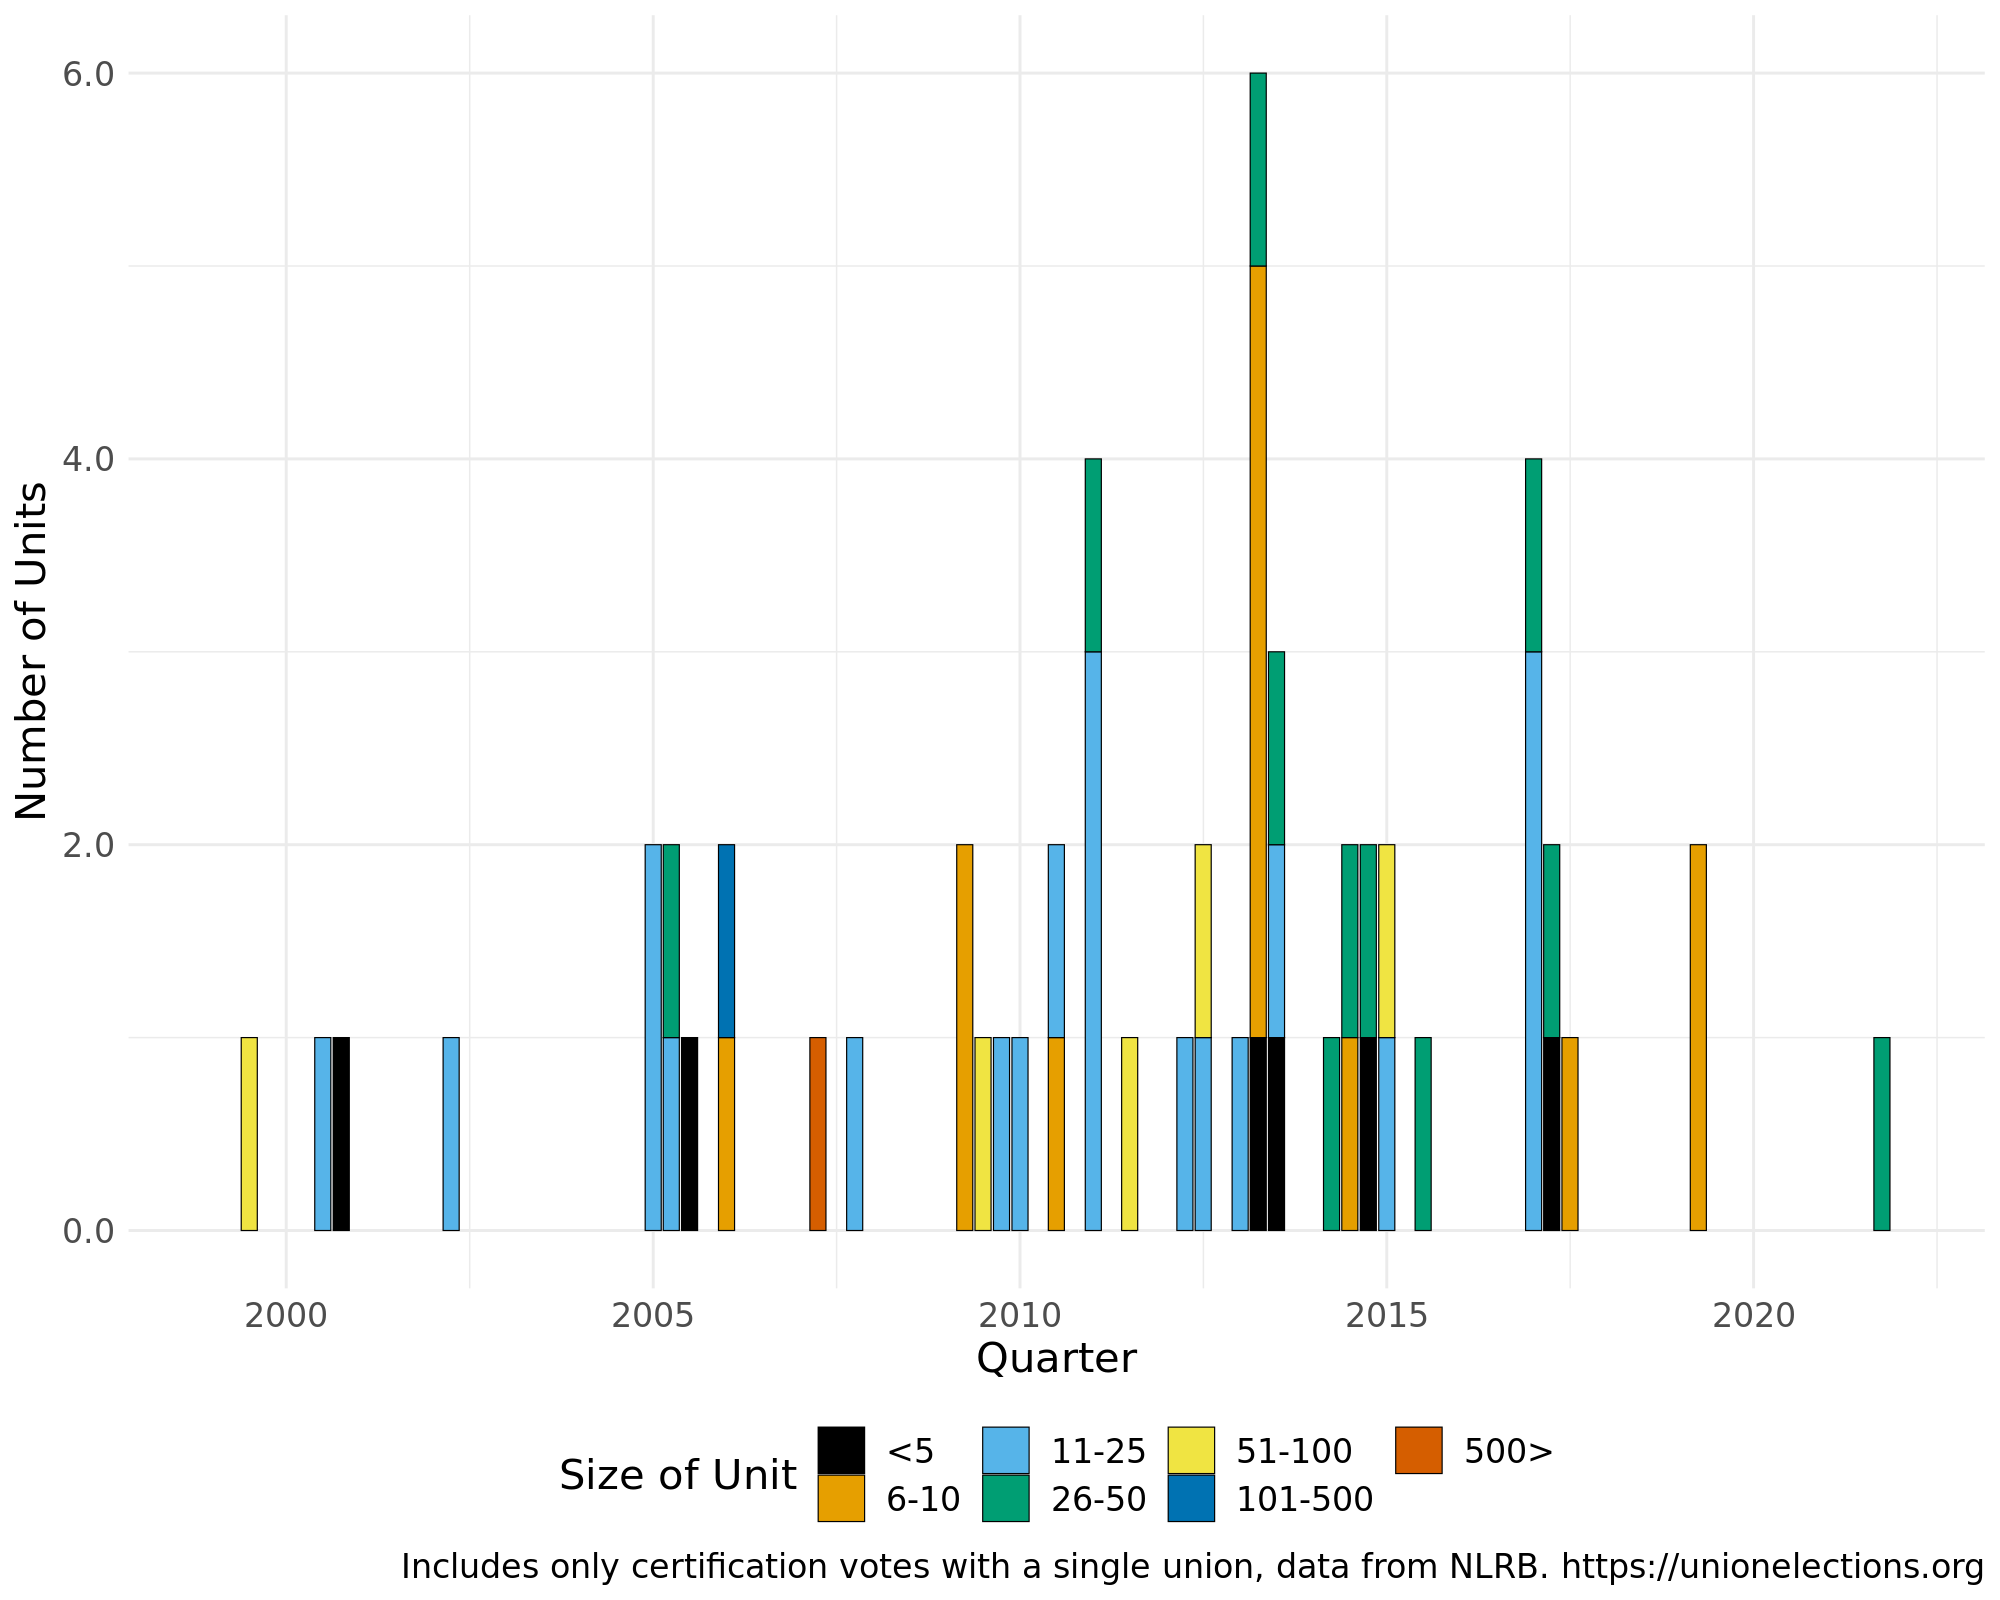 6.0
4.0
2.0
0.0
Number of Units
2000 2005 2010 2015 2020
Quarter
Size of Unit
<5 11-25 51-100 500>
6-10 26-50 101-500
Includes only certification votes with a single union, data from NLRB. https://unionelections.org